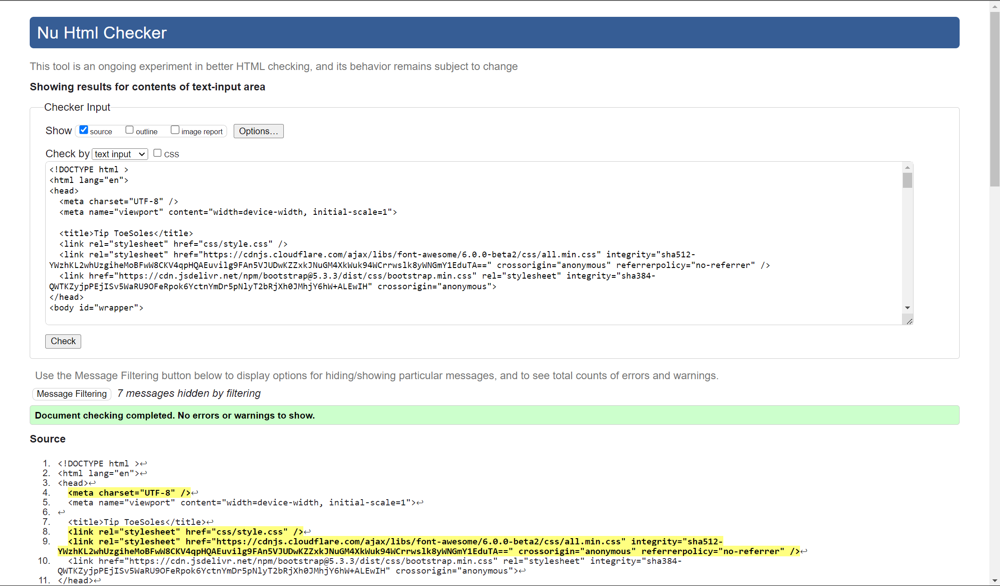 Nu Html Checker
This tool is an ongoing experiment in better HTML checking, and its behavior remains subject to change
Showing results for contents of text-input area
Checker Input
Show source outline image report Options...
Check by text input CSS
<!DOCTYPE html >
<html lang="en">
<head>
  <meta charset="UTF-8" />
  <meta name="viewport" content="width=device-width, initial-scale=1">
  <title>Tip ToeSoles</title>
  <link rel="stylesheet" href="css/style.css" />
  <link rel="stylesheet" href="https://cdnjs.cloudflare.com/ajax/libs/font-awesome/6.0.0-beta2/css/all.min.css" integrity="sha512-
YWzhKL2whUzgiheMoBFwW8CKV4qpHQAEuvilg9FAn5VJUDwKZZxkJNuGM4XkWuk94WCrrwslk8yWNGmY1EduTA==" crossorigin="anonymous" referrerpolicy="no-referrer" />
  <link href="https://cdn.jsdelivr.net/npm/bootstrap@5.3.3/dist/css/bootstrap.min.css" rel="stylesheet" integrity="sha384-
QWTKZyjpPEjISv5WaRU9OFeRpok6YctnYmDr5pNlyT2bRjXh0JMhjY6hW+ALEwIH" crossorigin="anonymous">
</head>
<body id="wrapper">
Check
Use the Message Filtering button below to display options for hiding/showing particular messages, and to see total counts of errors and warnings.
Message Filtering 7 messages hidden by filtering
Document checking completed. No errors or warnings to show.
Source
1. <!DOCTYPE html >↩
2. <html lang="en">↩
3. <head>↩
4.   <meta charset="UTF-8" />↩
5.   <meta name="viewport" content="width=device-width, initial-scale=1">↩
6. ↩
7.   <title>Tip ToeSoles</title>↩
8.   <link rel="stylesheet" href="css/style.css" />↩
9.   <link rel="stylesheet" href="https://cdnjs.cloudflare.com/ajax/libs/font-awesome/6.0.0-beta2/css/all.min.css" integrity="sha512-
YWzhKL2whUzgiheMoBFwW8CKV4qpHQAEuvilg9FAn5VJUDwKZZxkJNuGM4XkWuk94WCrrwslk8yWNGmY1EduTA==" crossorigin="anonymous" referrerpolicy="no-referrer" />↩
10.   <link href="https://cdn.jsdelivr.net/npm/bootstrap@5.3.3/dist/css/bootstrap.min.css" rel="stylesheet" integrity="sha384-
QWTKZyjpPEjISv5WaRU9OFeRpok6YctnYmDr5pNlyT2bRjXh0JMhjY6hW+ALEwIH" crossorigin="anonymous">↩
11. </head>↩